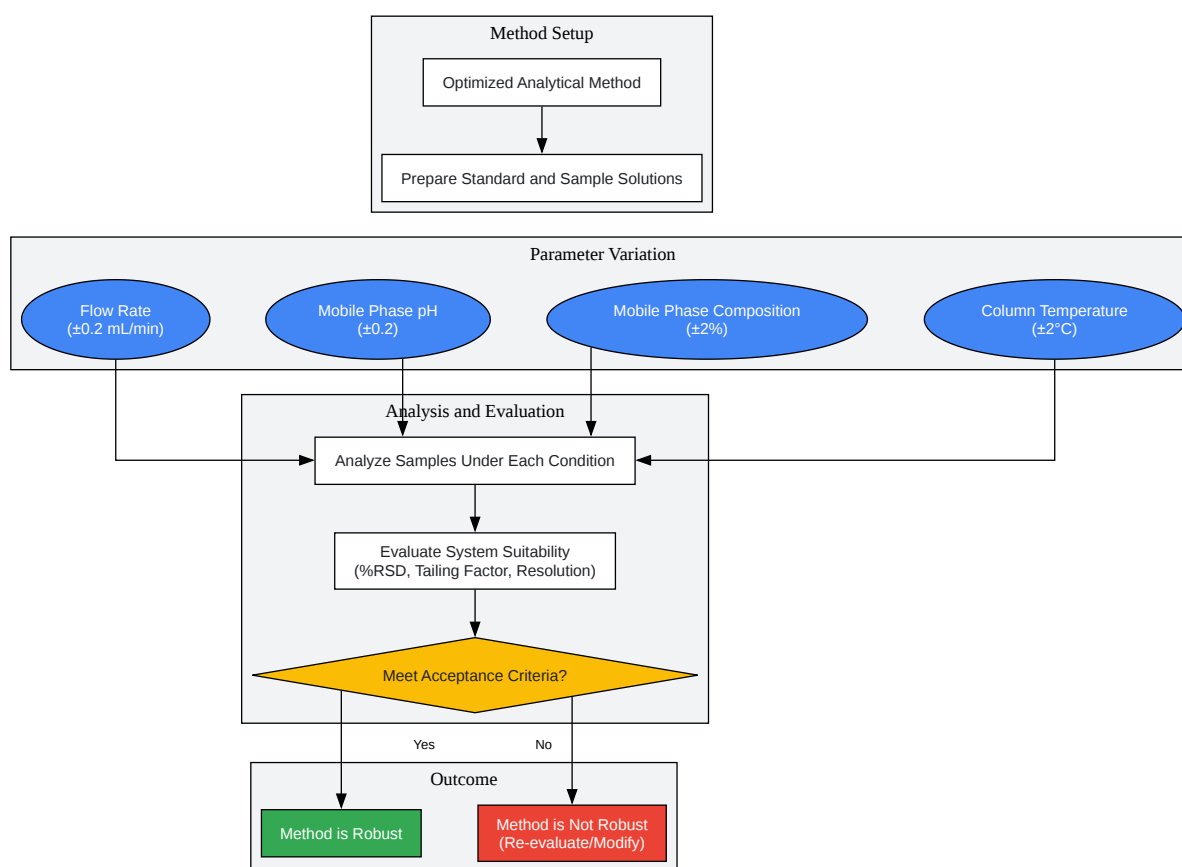 Method Setup
Optimized Analytical Method
Prepare Standard and Sample Solutions
Parameter Variation
Flow Rate
(±0.2 mL/min)
Mobile Phase pH
(±0.2)
Mobile Phase Composition
(±2%)
Column Temperature
(±2°C)
Analysis and Evaluation
Analyze Samples Under Each Condition
Evaluate System Suitability
(%RSD, Tailing Factor, Resolution)
Meet Acceptance Criteria?
Yes
No
Outcome
Method is Robust
Method is Not Robust
(Re-evaluate/Modify)